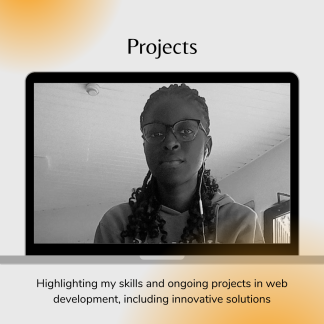 Projects
Highlighting my skills and ongoing projects in web
development, including innovative solutions